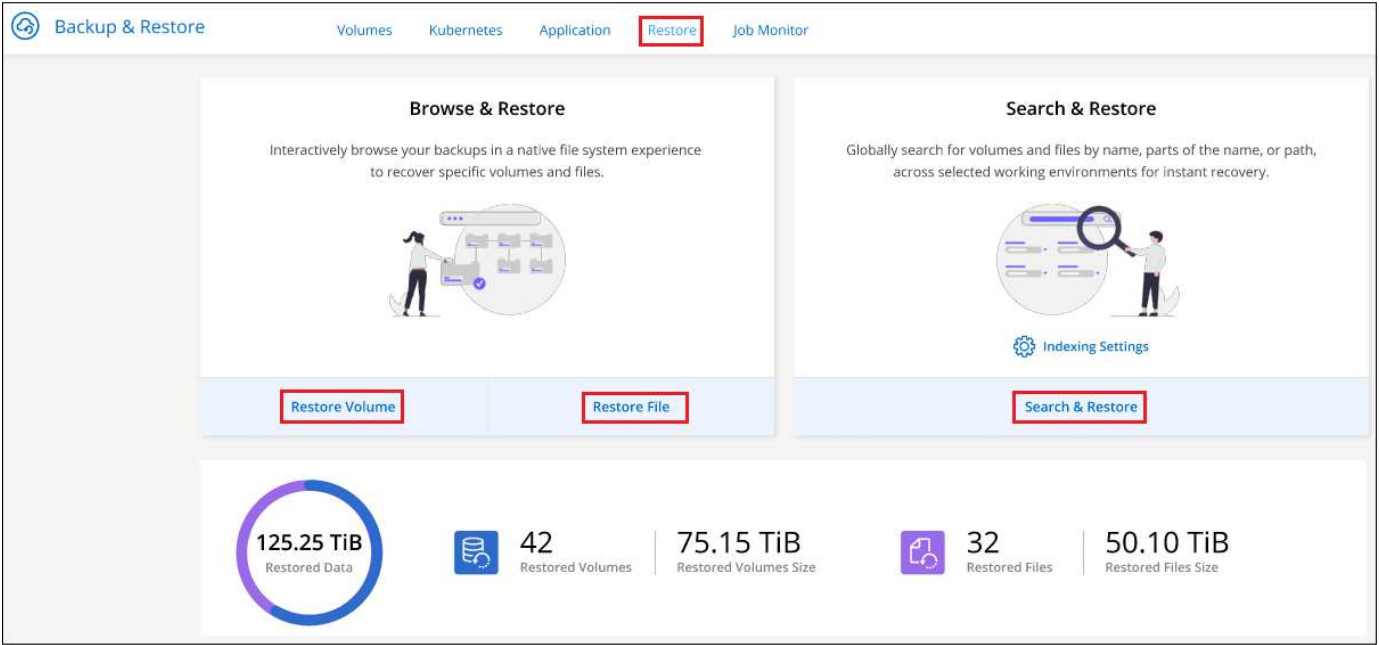 Backup & Restore
Volumes
Kubernetes
Application
Restore
Job Monitor
Browse & Restore
Interactively browse your backups in a native file system experience
to recover specific volumes and files.
Restore Volume
Restore File
Search & Restore
Globally search for volumes and files by name, parts of the name, or path,
across selected working environments for instant recovery.
Indexing Settings
Search & Restore
125.25 TiB
Restored Data
42
Restored Volumes
75.15 TiB
Restored Volumes Size
32
Restored Files
50.10 TiB
Restored Files Size